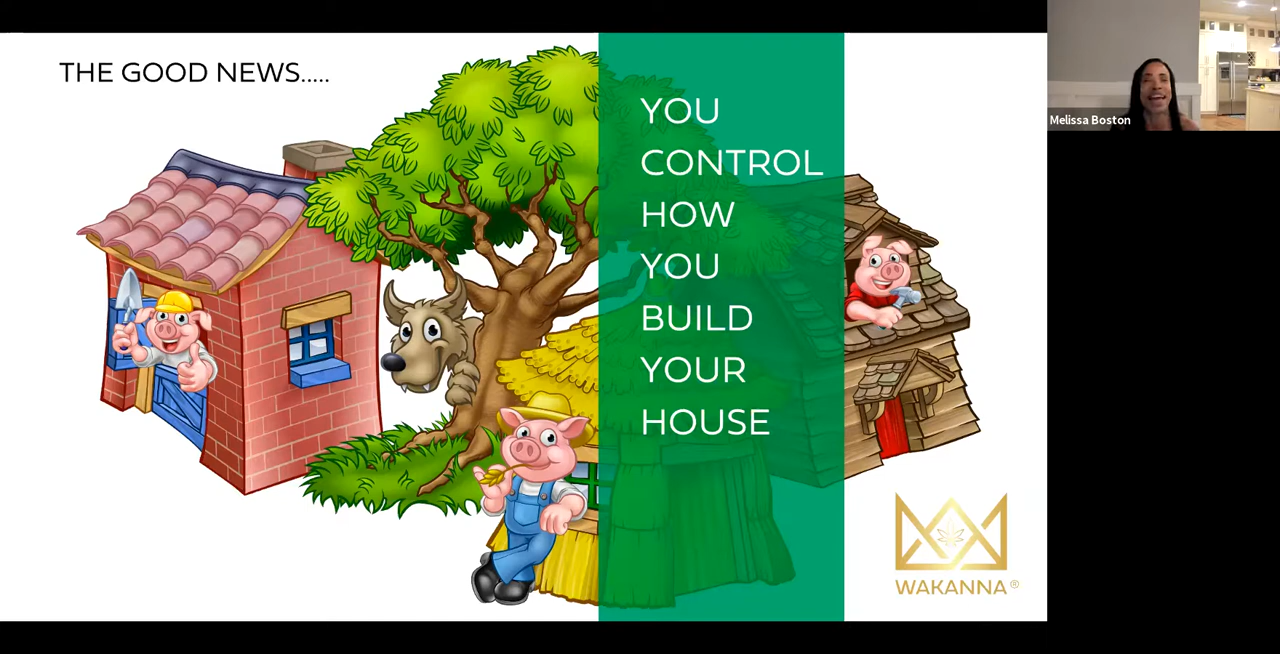 THE GOOD NEWS.....
YOU
CONTROL
HOW
YOU
BUILD
YOUR
HOUSE
WAKANNA®
Melissa Boston